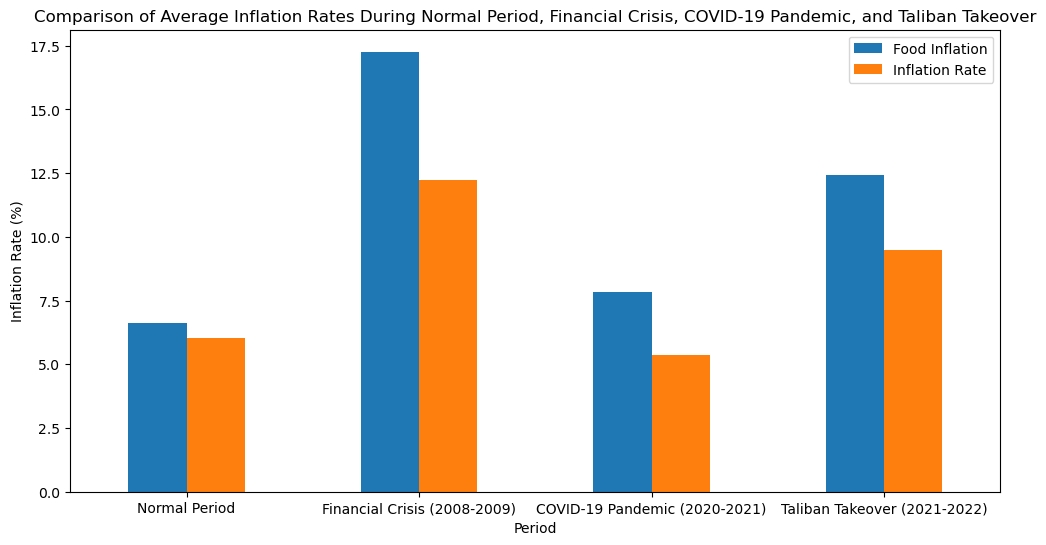 Comparison of Average Inflation Rates During Normal Period, Financial Crisis, COVID-19 Pandemic, and Taliban Takeover
Food Inflation
Inflation Rate
Inflation Rate (%)
17.5
15.0
12.5
10.0
7.5
5.0
2.5
0.0
Normal Period
Financial Crisis (2008-2009)
COVID-19 Pandemic (2020-2021)
Taliban Takeover (2021-2022)
Period